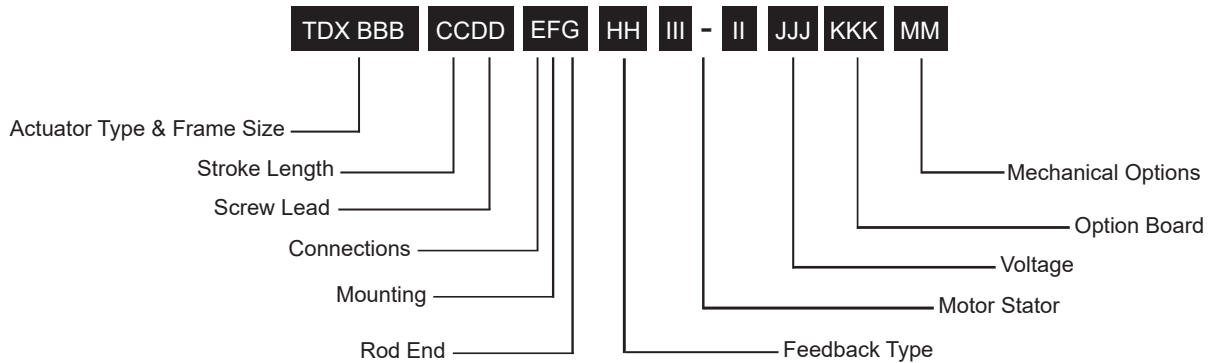 TDX BBB CCDD EFG HH III - II JJJ KKK MM
Actuator Type & Frame Size
Stroke Length
Mechanical Options
Screw Lead
Option Board
Connections
Voltage
Mounting
Motor Stator
Rod End
Feedback Type